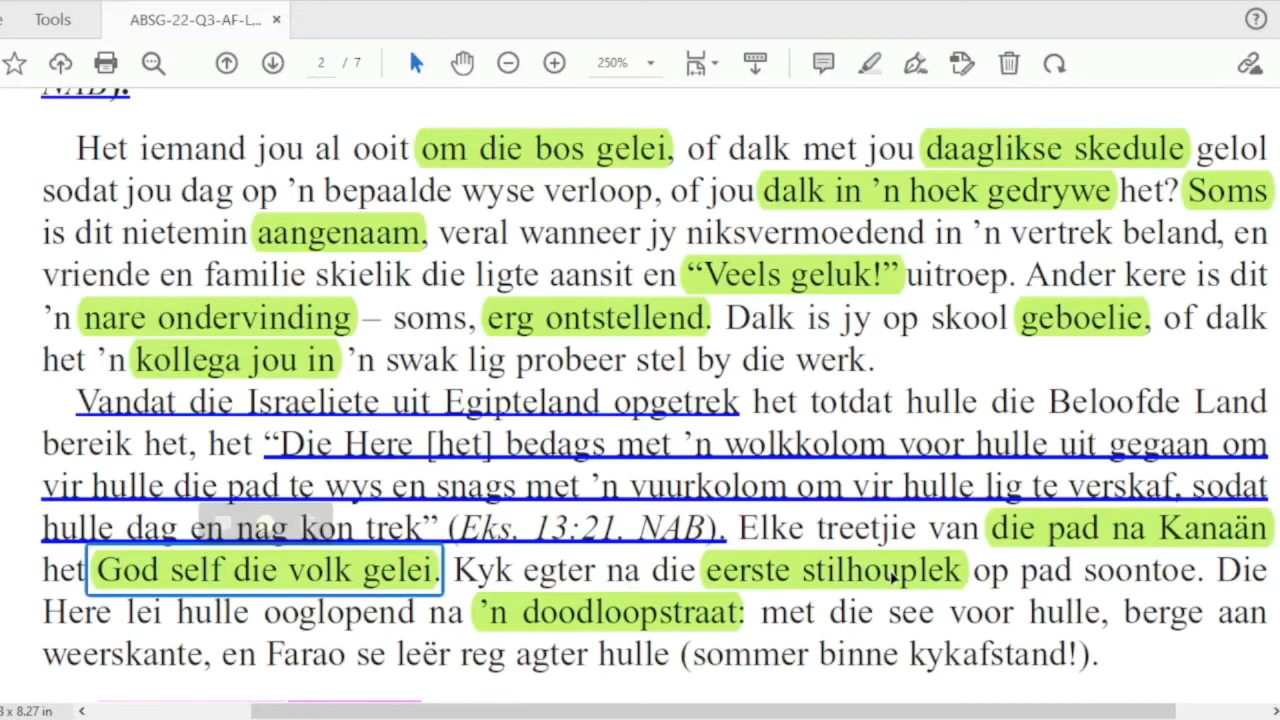 Tools
ABSG-22-Q3-AF-L...
2 / 7
250%
NAB).
Het iemand jou al ooit om die bos gelei, of dalk met jou daaglikse skedule gelol
sodat jou dag op ’n bepaalde wyse verloop, of jou dalk in ’n hoek gedrywe het? Soms
is dit nietemin aangenaam, veral wanneer jy niksvermoedend in ’n vertrek beland, en
vriende en familie skielik die ligte aansit en “Veels geluk!” uitroep. Ander kere is dit
’n nare ondervinding – soms, erg ontstellend. Dalk is jy op skool geboelie, of dalk
het ’n kollega jou in ’n swak lig probeer stel by die werk.
Vandat die Israeliete uit Egipteland opgetrek het totdat hulle die Beloofde Land
bereik het, het “Die Here [het] bedags met ’n wolkkolom voor hulle uit gegaan om
vir hulle die pad te wys en snags met ’n vuurkolom om vir hulle lig te verskaf, sodat
hulle dag en nag kon trek” (Eks. 13:21, NAB). Elke treetjie van die pad na Kanaän
het God self die volk gelei. Kyk egter na die eerste stilhouplek op pad soontoe. Die
Here lei hulle ooglopend na ’n doodloopstraat: met die see voor hulle, berge aan
weerskante, en Farao se leër reg agter hulle (sommer binne kykafstand!).
x 8.27 in